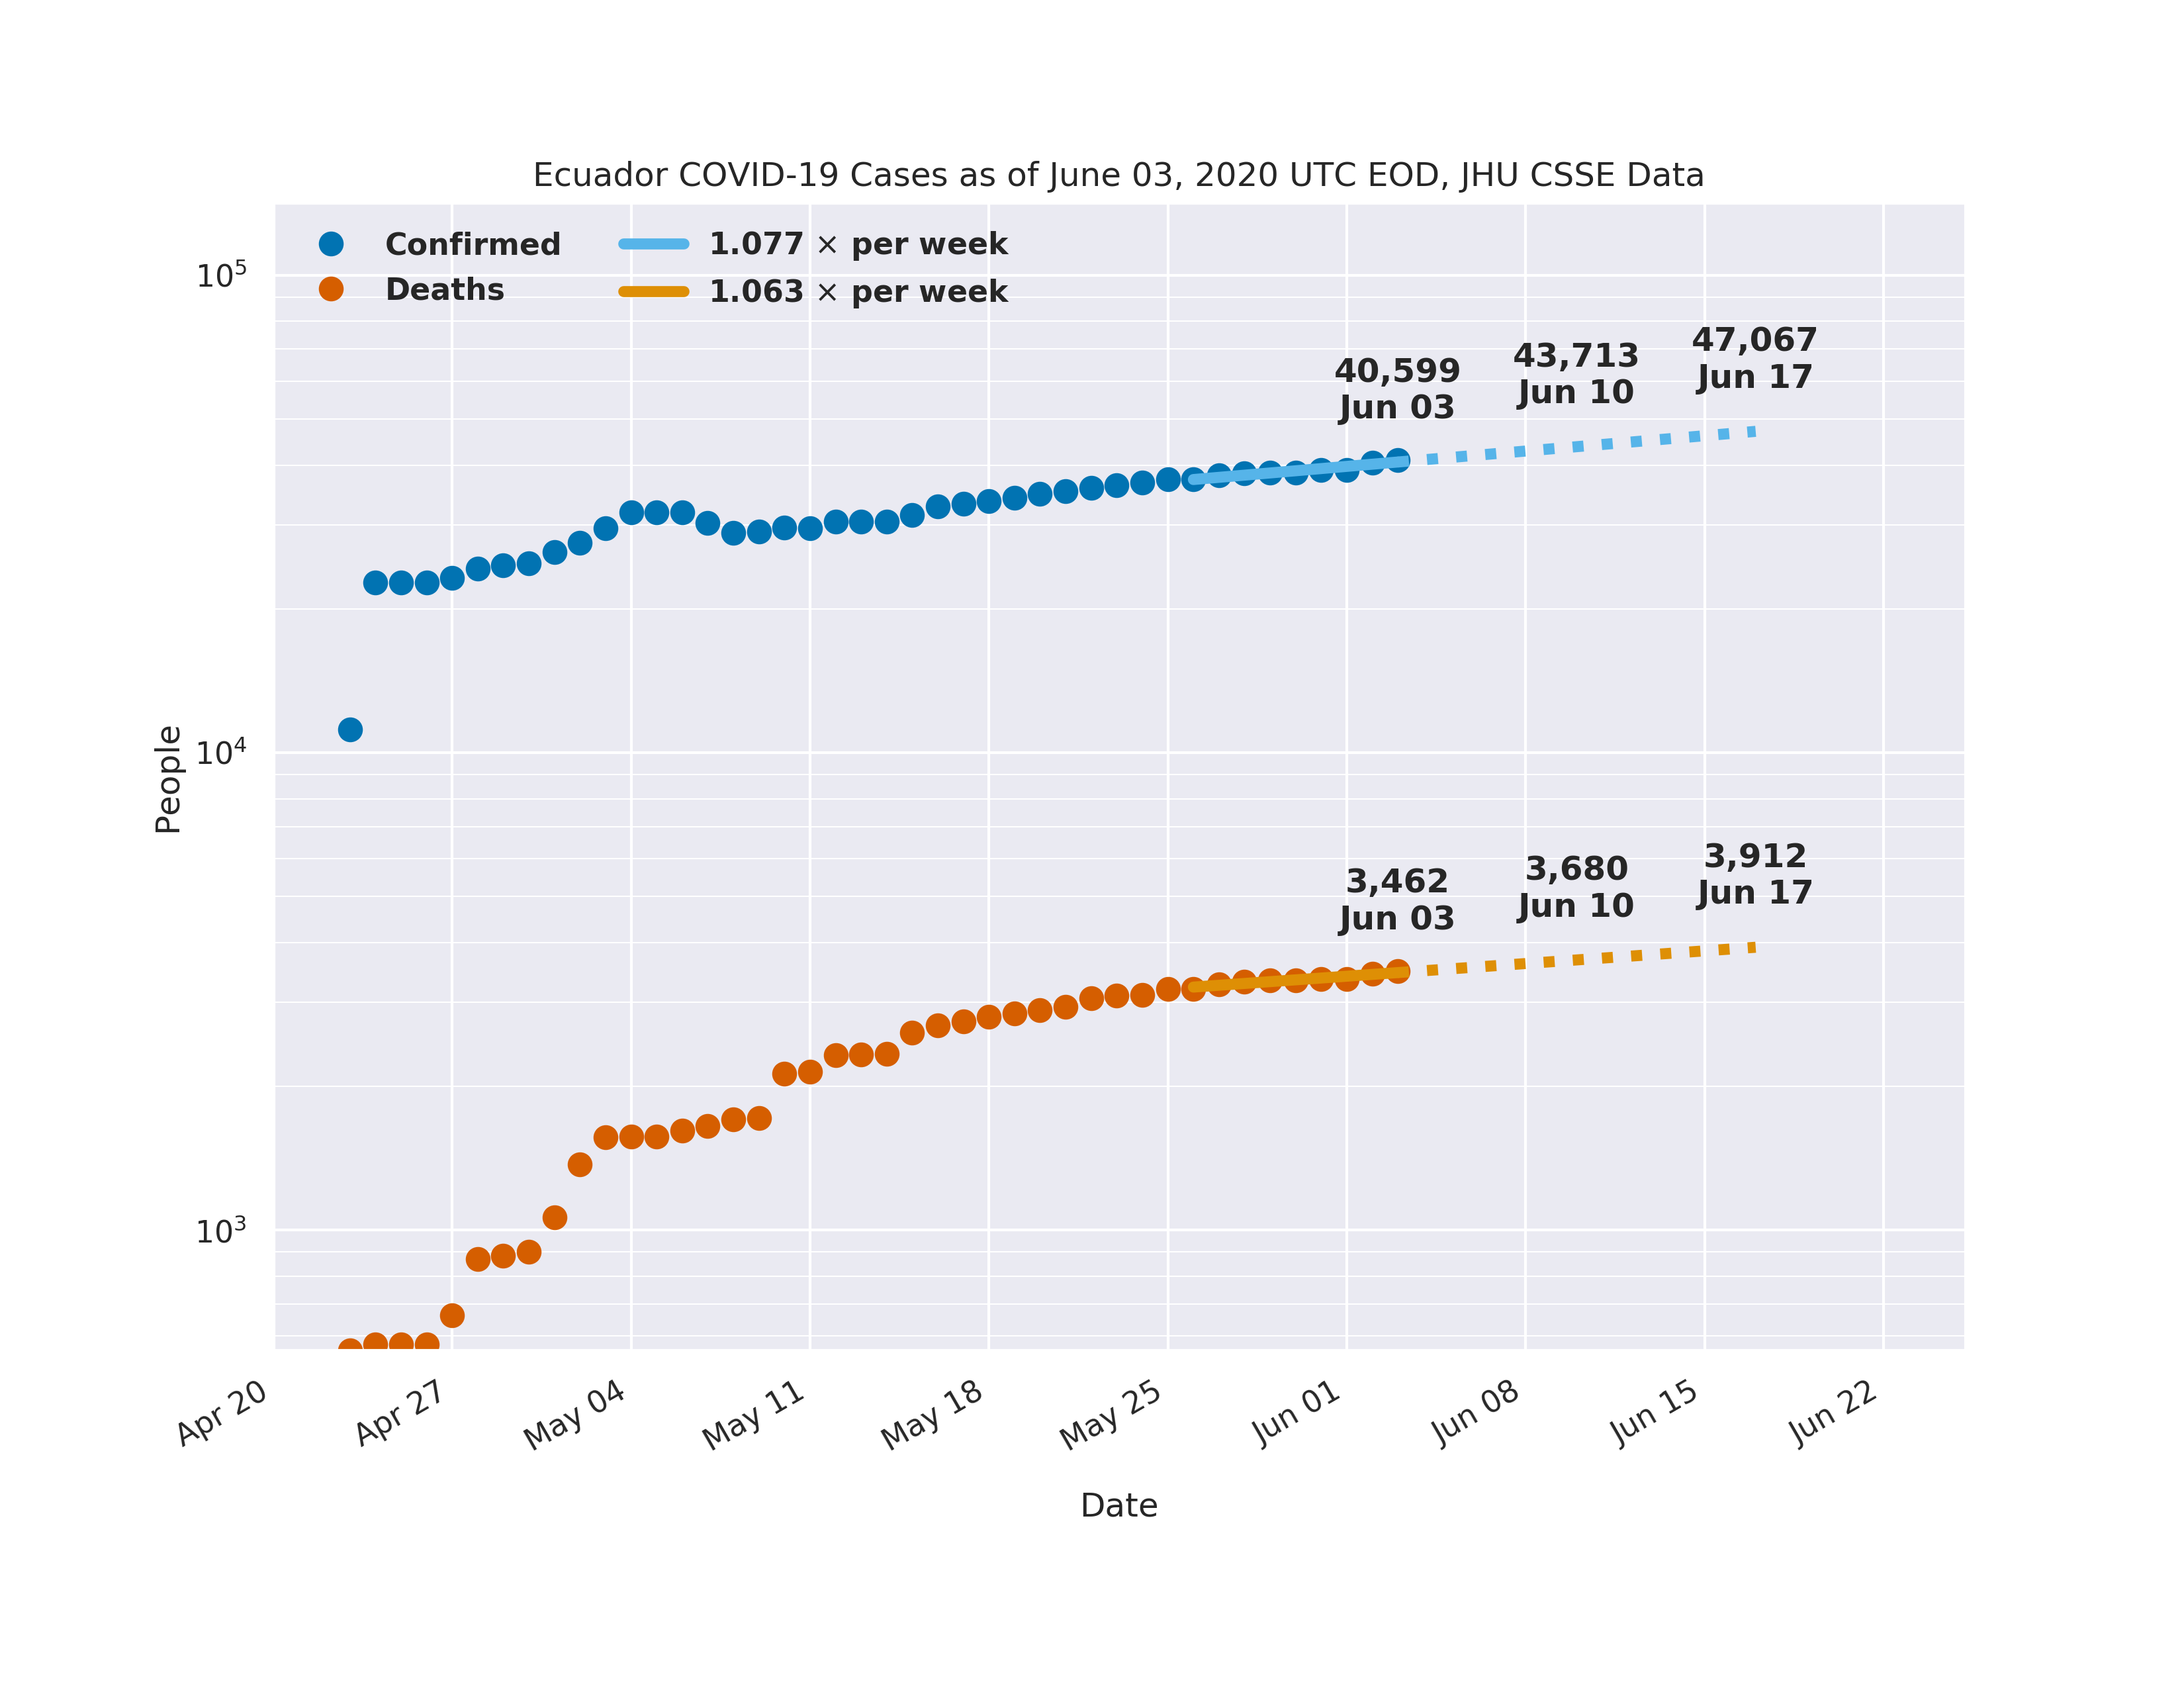 Ecuador COVID-19 Cases as of June 03, 2020 UTC EOD, JHU CSSE Data
Confirmed
Deaths
1.077 × per week
1.063 × per week
10⁵
10⁴
10³
People
40,599
Jun 03
43,713
Jun 10
47,067
Jun 17
3,462
Jun 03
3,680
Jun 10
3,912
Jun 17
Apr 20
Apr 27
May 04
May 11
May 18
May 25
Jun 01
Jun 08
Jun 15
Jun 22
Date